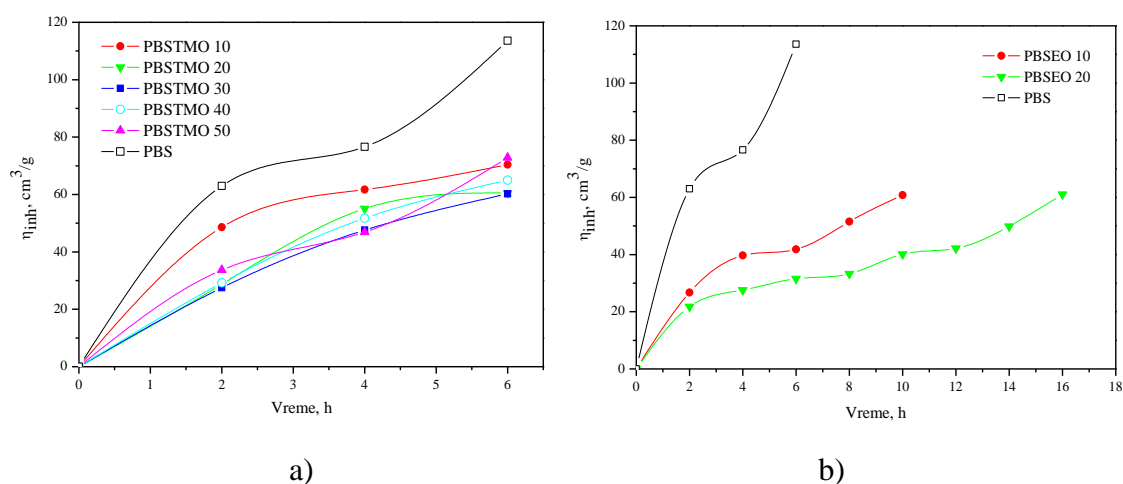 120
100
80
60
40
20
0
η_inh, cm³/g
PBSTMO 10
PBSTMO 20
PBSTMO 30
PBSTMO 40
PBSTMO 50
PBS
0 1 2 3 4 5 6
Vreme, h
a)
120
100
80
60
40
20
0
η_inh, cm³/g
PBSEO 10
PBSEO 20
PBS
0 2 4 6 8 10 12 14 16 18
Vreme, h
b)